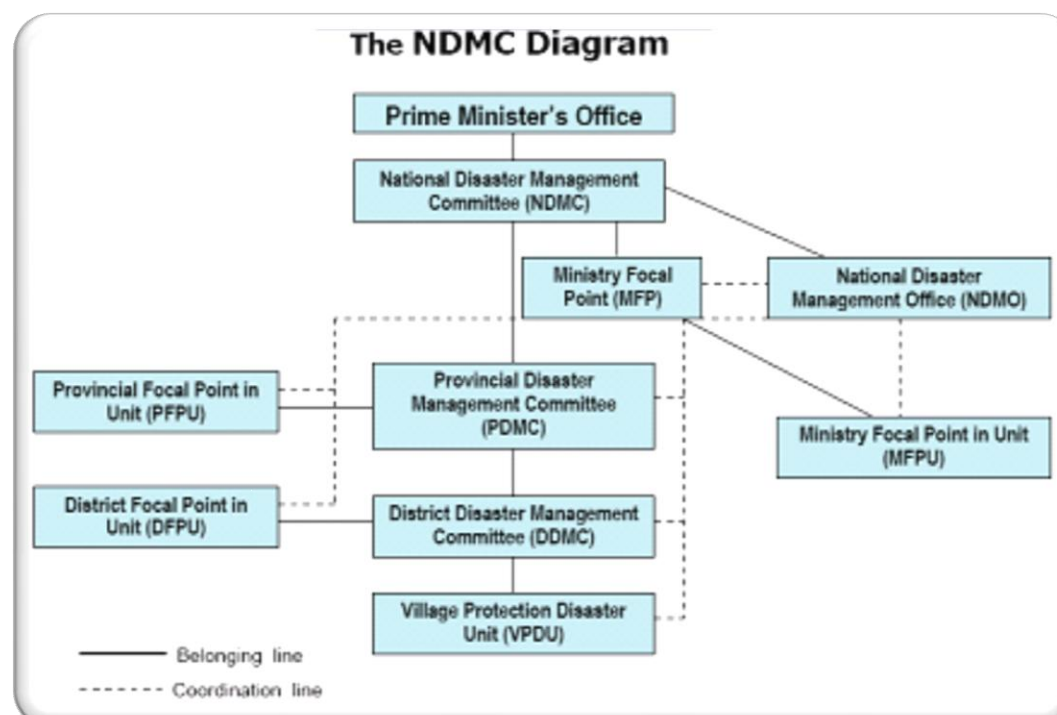 The NDMC Diagram
Prime Minister's Office
National Disaster Management
Committee (NDMC)
Ministry Focal
Point (MFP)
National Disaster
Management Office (NDMO)
Provincial Focal Point in
Unit (PFPU)
Provincial Disaster
Management Committee
(PDMC)
Ministry Focal Point in Unit
(MFPU)
District Focal Point in
Unit (DFPU)
District Disaster Management
Committee (DDMC)
Village Protection Disaster
Unit (VPDU)
Belonging line
Coordination line